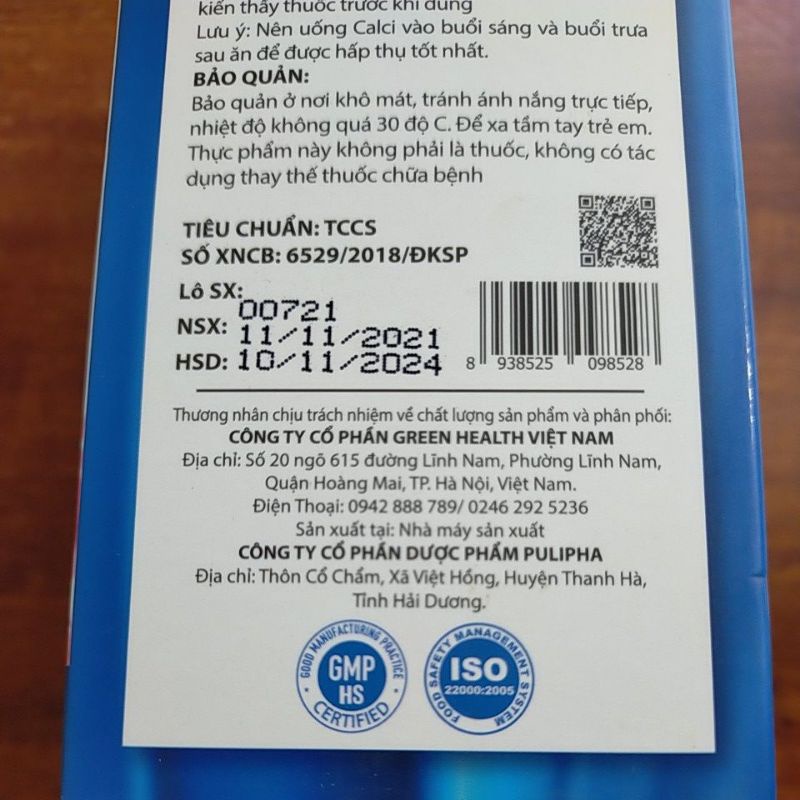 kiến thầy thuốc trước khi dùng
Lưu ý: Nên uống Calci vào buổi sáng và buổi trưa
sau ăn để được hấp thụ tốt nhất.
BẢO QUẢN:
Bảo quản ở nơi khô mát, tránh ánh nắng trực tiếp,
nhiệt độ không quá 30 độ C. Để xa tầm tay trẻ em.
Thực phẩm này không phải là thuốc, không có tác
dụng thay thế thuốc chữa bệnh
TIÊU CHUẨN: TCCS
SỐ XNCB: 6529/2018/ĐKSP
Lô SX: 00721
NSX: 11/11/2021
HSD: 10/11/2024
8 938525 098528
Thương nhân chịu trách nhiệm về chất lượng sản phẩm và phân phối:
CÔNG TY CỔ PHẦN GREEN HEALTH VIỆT NAM
Địa chỉ: Số 20 ngõ 615 đường Lĩnh Nam, Phường Lĩnh Nam,
Quận Hoàng Mai, TP. Hà Nội, Việt Nam.
Điện Thoại: 0942 888 789/ 0246 292 5236
Sản xuất tại: Nhà máy sản xuất
CÔNG TY CỔ PHẦN DƯỢC PHẨM PULIPHA
Địa chỉ: Thôn Cổ Chẩm, Xã Việt Hồng, Huyện Thanh Hà,
Tỉnh Hải Dương.
GOOD MANUFACTURING PRACTICE
GMP
HS
CERTIFIED
FOOD SAFETY MANAGEMENT SYSTEM
ISO
22000:2005